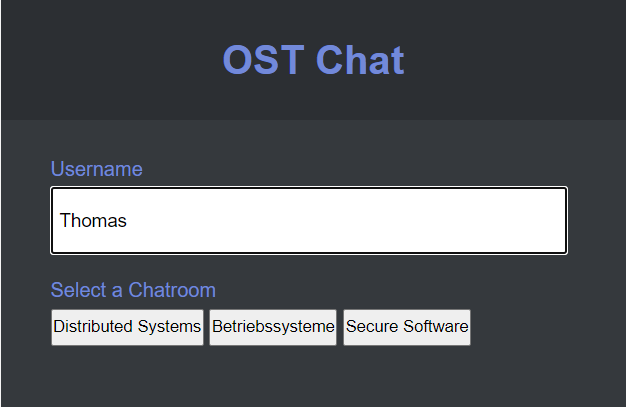 OST Chat
Username
Thomas
Select a Chatroom
Distributed Systems Betriebssysteme Secure Software